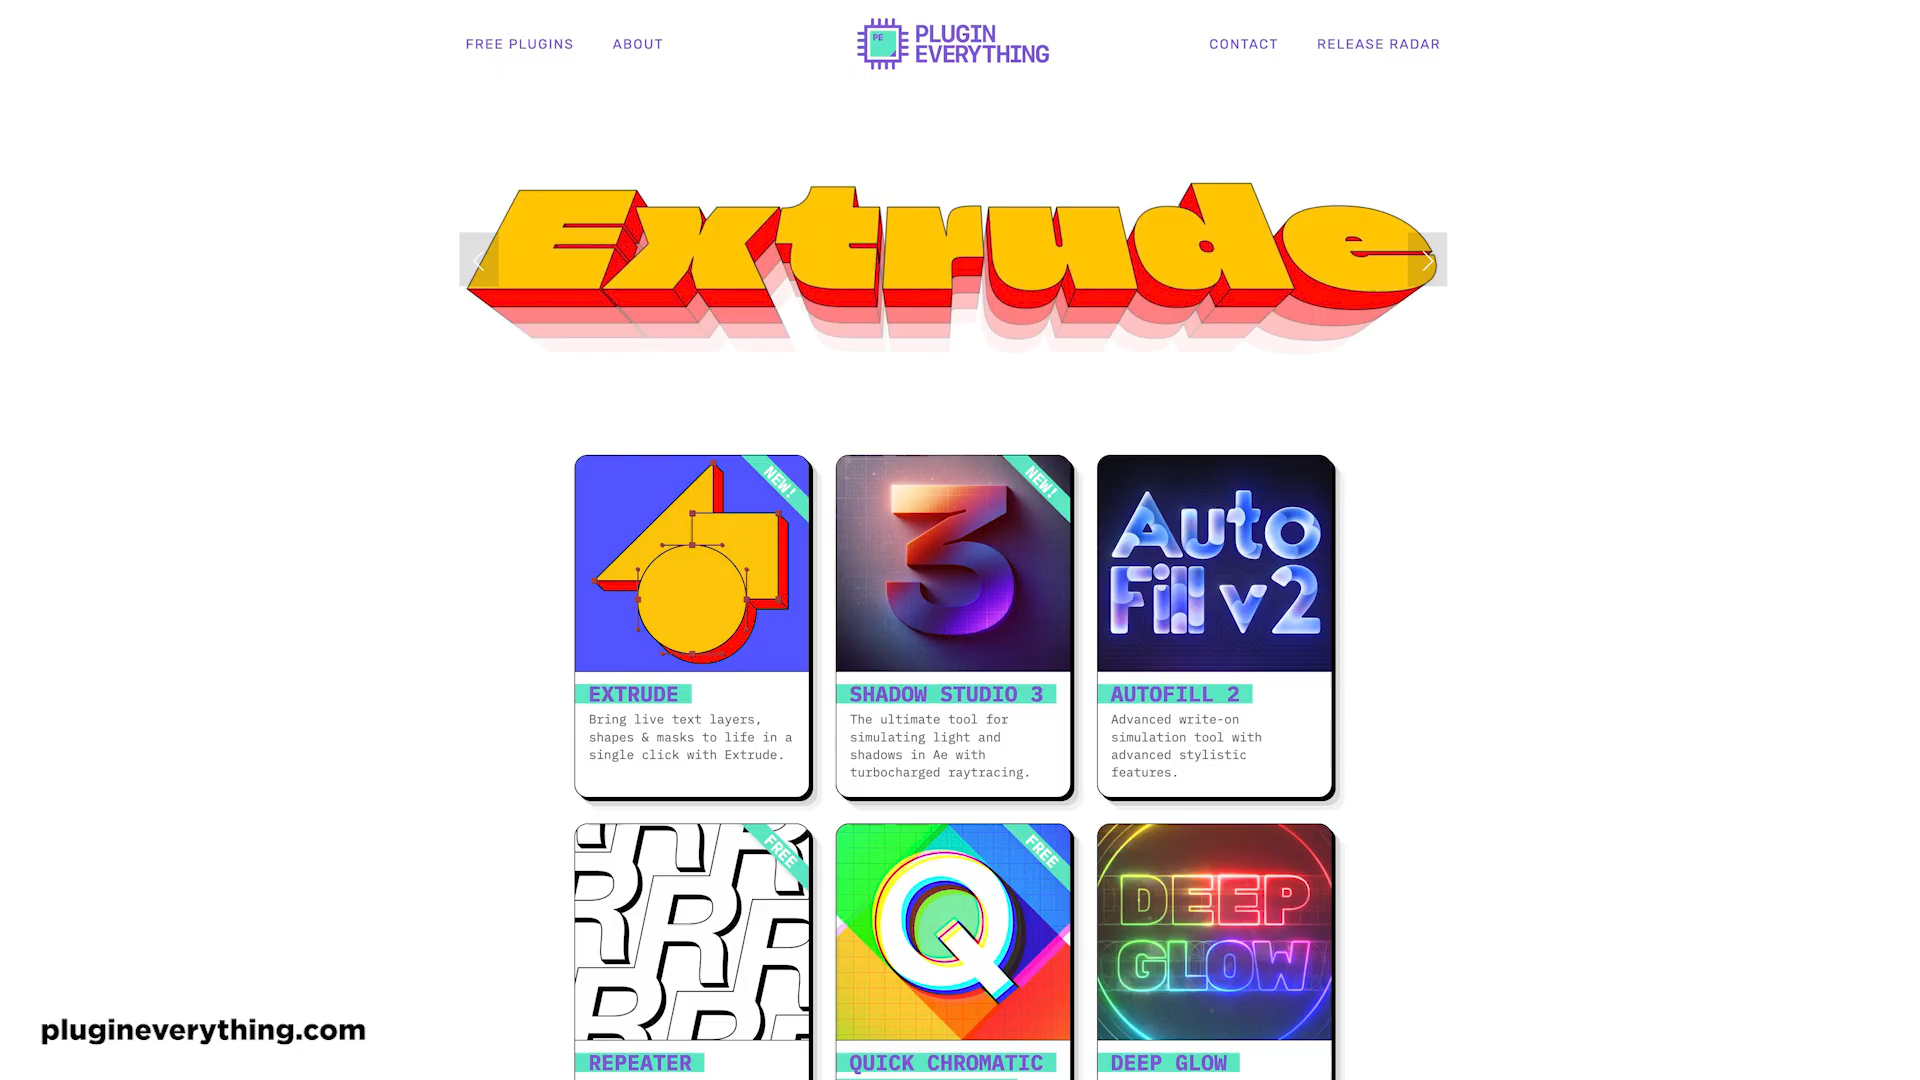 FREE PLUGINS
ABOUT
PE
PLUGIN
EVERYTHING
CONTACT
RELEASE RADAR
Extrude
NEW!
NEW!
3
Auto
Fill v2
EXTRUDE
Bring live text layers,
shapes & masks to life in a
single click with Extrude.
SHADOW STUDIO 3
The ultimate tool for
simulating light and
shadows in Ae with
turbocharged raytracing.
AUTOFILL 2
Advanced write-on
simulation tool with
advanced stylistic
features.
FREE
R R R
R R R
R R R
FREE
Q
DEEP
GLOW
REPEATER
QUICK CHROMATIC
DEEP GLOW
plugineverything.com